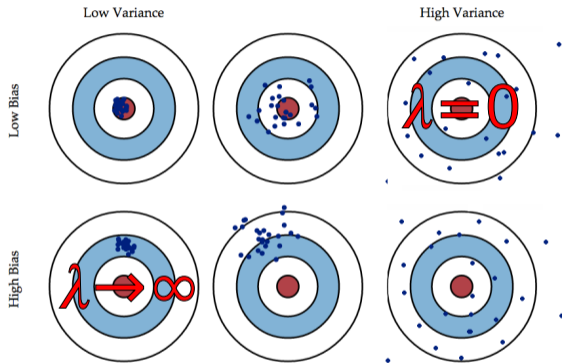 Low Variance
High Variance
Low Bias
λ = 0
High Bias
λ → ∞